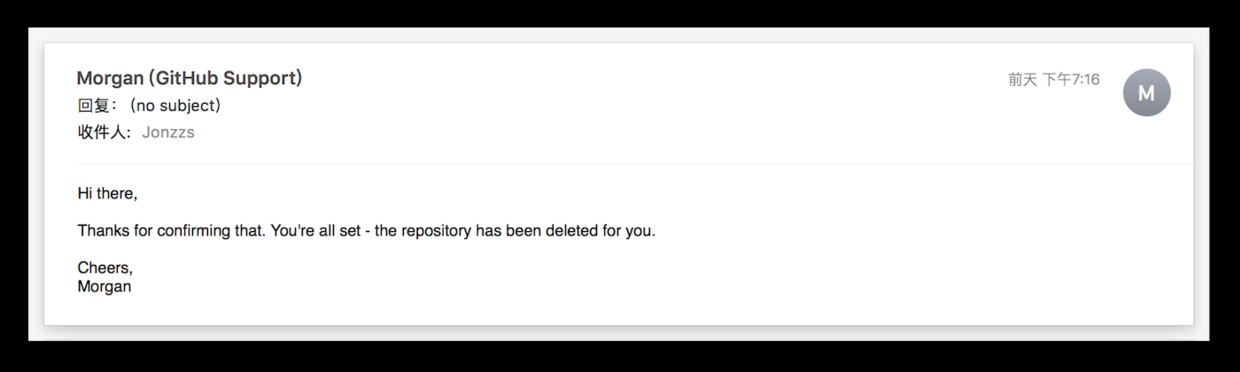 Morgan (GitHub Support)
前天 下午7:16
M
回复：（no subject）
收件人： Jonzzs
Hi there,
Thanks for confirming that. You're all set - the repository has been deleted for you.
Cheers,
Morgan